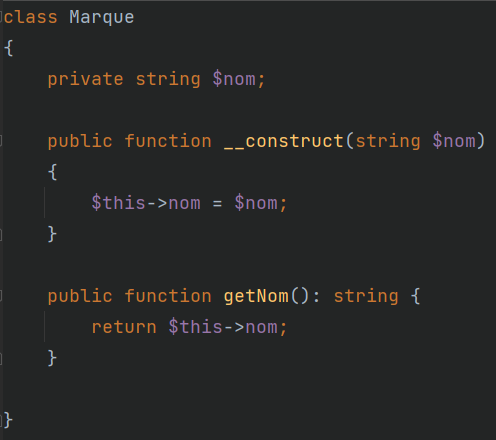 class Marque
{
    private string $nom;

    public function __construct(string $nom)
    {
        $this->nom = $nom;
    }

    public function getNom(): string {
        return $this->nom;
    }

}